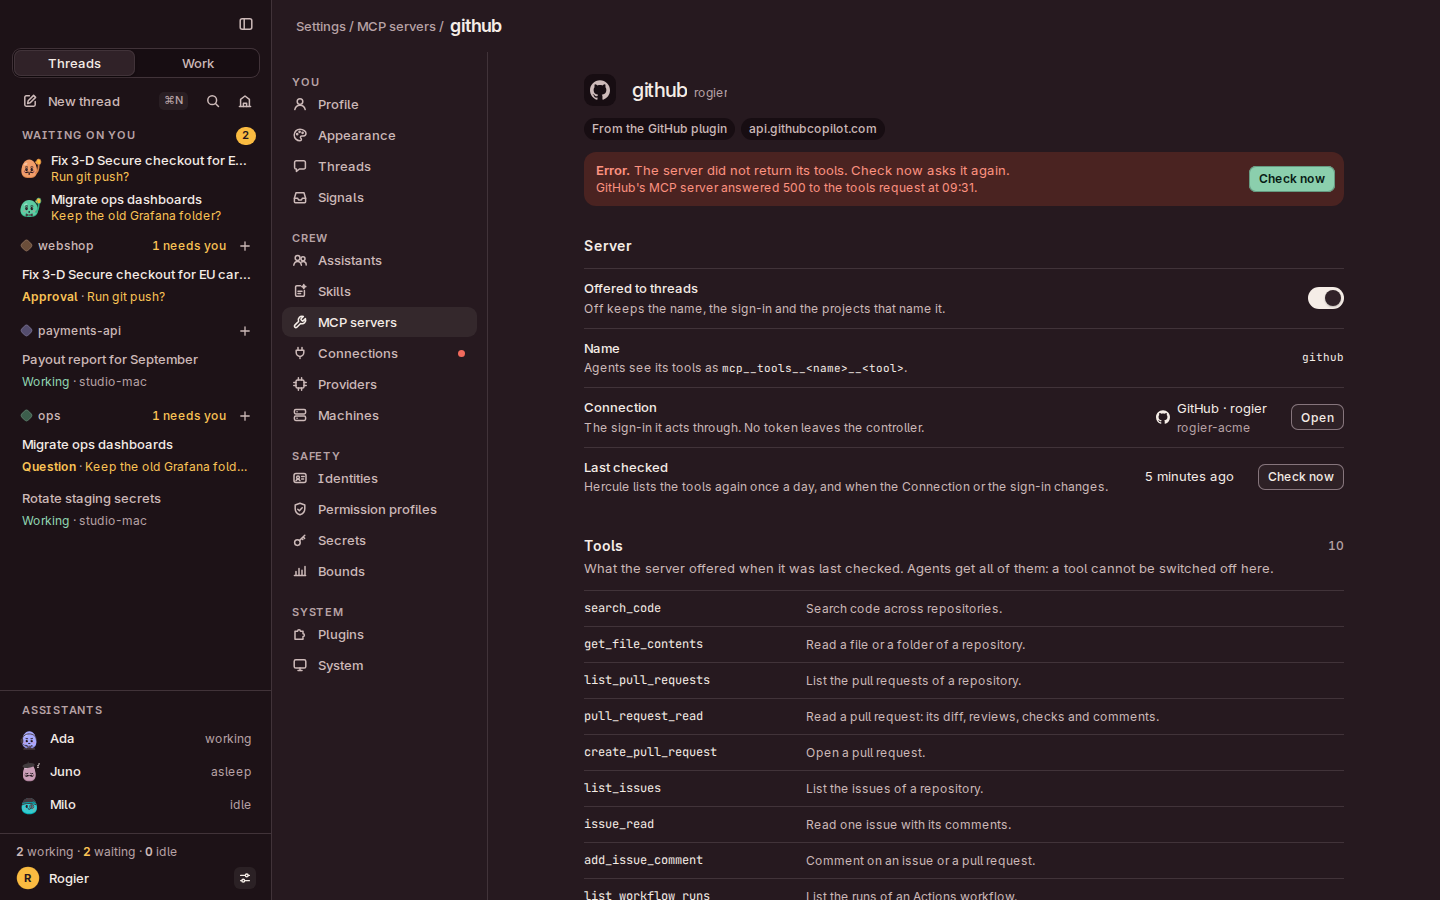 Threads
Work
New thread
⌘N
WAITING ON YOU
2
Fix 3-D Secure checkout for E...
Run git push?
Migrate ops dashboards
Keep the old Grafana folder?
webshop
1 needs you
Fix 3-D Secure checkout for EU car...
Approval · Run git push?
payments-api
Payout report for September
Working · studio-mac
ops
1 needs you
Migrate ops dashboards
Question · Keep the old Grafana fold...
Rotate staging secrets
Working · studio-mac
ASSISTANTS
Ada
working
Juno
asleep
Milo
idle
2 working · 2 waiting · 0 idle
R
Rogier
Settings / MCP servers / github
YOU
Profile
Appearance
Threads
Signals
CREW
Assistants
Skills
MCP servers
Connections
Providers
Machines
SAFETY
Identities
Permission profiles
Secrets
Bounds
SYSTEM
Plugins
System
github rogier
From the GitHub plugin
api.githubcopilot.com
Error. The server did not return its tools. Check now asks it again.
GitHub's MCP server answered 500 to the tools request at 09:31.
Check now
Server
Offered to threads
Off keeps the name, the sign-in and the projects that name it.
Name
Agents see its tools as mcp__tools__<name>__<tool>.
github
Connection
The sign-in it acts through. No token leaves the controller.
GitHub · rogier
rogier-acme
Open
Last checked
Hercule lists the tools again once a day, and when the Connection or the sign-in changes.
5 minutes ago
Check now
Tools
10
What the server offered when it was last checked. Agents get all of them: a tool cannot be switched off here.
search_code
Search code across repositories.
get_file_contents
Read a file or a folder of a repository.
list_pull_requests
List the pull requests of a repository.
pull_request_read
Read a pull request: its diff, reviews, checks and comments.
create_pull_request
Open a pull request.
list_issues
List the issues of a repository.
issue_read
Read one issue with its comments.
add_issue_comment
Comment on an issue or a pull request.
list_workflow_runs
List the runs of an Actions workflow.